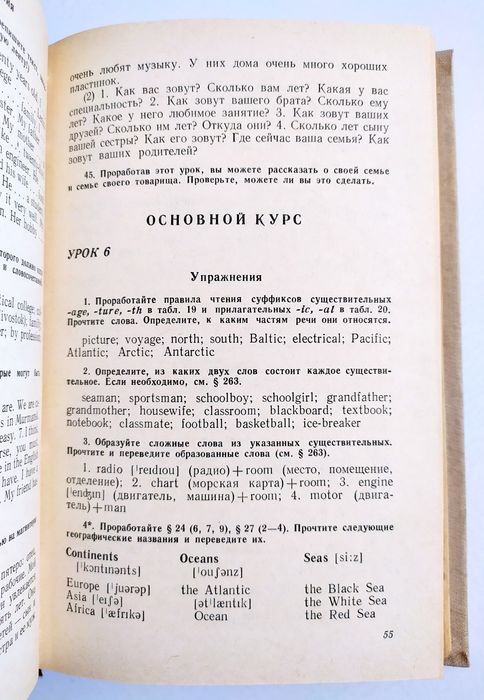 очень любят музыку. У них дома очень много хороших
пластинок.
(2) 1. Как вас зовут? Сколько вам лет? Какая у вас
специальность? 2. Как зовут вашего брата? Сколько ему
лет? Какое у него любимое занятие? 3. Как зовут ваших
друзей? Сколько им лет? Откуда они? 4. Сколько лет сыну
вашей сестры? Как его зовут? Где сейчас ваша семья? Как
зовут ваших родителей?
45. Проработав этот урок, вы можете рассказать о своей семье
и семье своего товарища. Проверьте, можете ли вы это сделать.
ОСНОВНОЙ КУРС
УРОК 6
Упражнения
1. Проработайте правила чтения суффиксов существительных
-age, -ture, -th в табл. 19 и прилагательных -ic, -al в табл. 20.
Прочтите слова. Определите, к каким частям речи они относятся.
picture; voyage; north; south; Baltic; electrical; Pacific;
Atlantic; Arctic; Antarctic
2. Определите, из каких двух слов состоит каждое существи-
тельное. Если необходимо, см. § 263.
seaman; sportsman; schoolboy; schoolgirl; grandfather;
grandmother; housewife; classroom; blackboard; textbook;
notebook; classmate; football; basketball; ice-breaker
3. Образуйте сложные слова из указанных существительных.
Прочтите и переведите образованные слова (см. § 263).
1. radio [ˈreɪdɪou] (радио)+room (место, помещение,
отделение); 2. chart (морская карта)+room; 3. engine
[ˈendʒɪn] (двигатель, машина)+room; 4. motor (двига-
тель)+man
4*. Проработайте § 24 (6, 7, 9), § 27 (2—4). Прочтите следующие
географические названия и переведите их.
Continents Oceans Seas [si:z]
[ˈkɔntɪnənts] [ˈouʃənz]
Europe [ˈjuərəp] the Atlantic the Black Sea
Asia [ˈeɪʃə] [ətˈlæntɪk] the White Sea
Africa [ˈæfrɪkə] Ocean the Red Sea
55